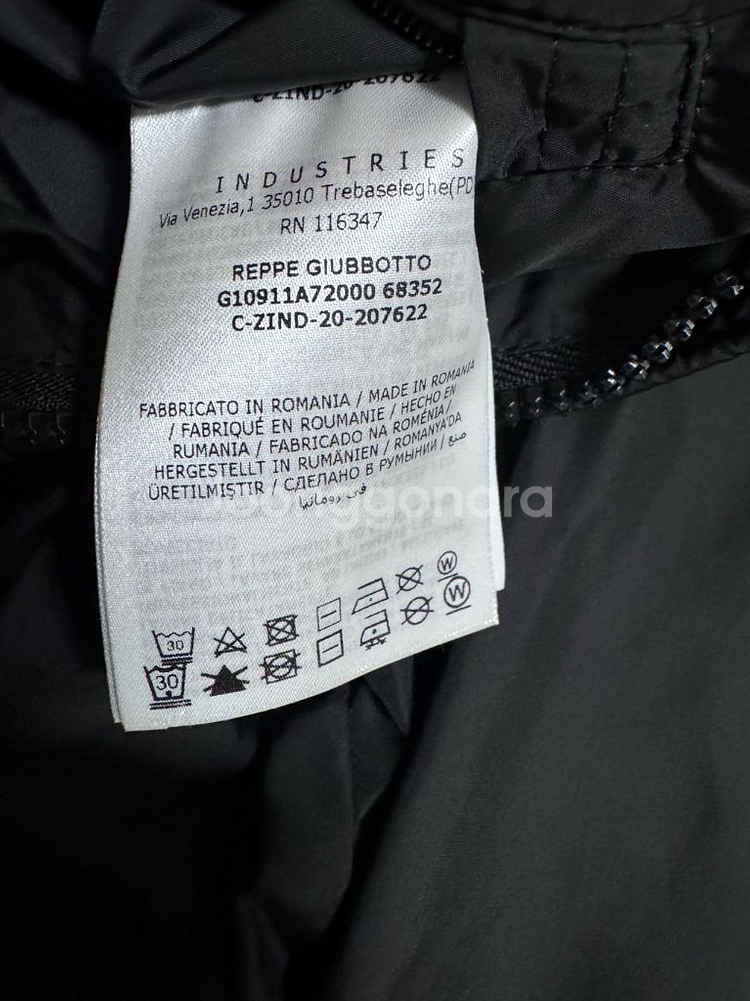 C-ZIND-20-207622
INDUSTRIES
Via Venezia,1 35010 Trebaseleghe(PD
RN 116347
REPPE GIUBBOTTO
G10911A72000 68352
C-ZIND-20-207622
FABBRICATO IN ROMANIA / MADE IN ROMANIA
/ FABRIQUÉ EN ROUMANIE / HECHO EN
RUMANIA / FABRICADO NA ROMÉNIA/
HERGESTELLT IN RUMÄNIEN / ROMANYA'DA
ÜRETILMIŞTIR / СДЕЛАНО В РУМЫНИИ / صنع
في رومانيا
joonggonara
30 W
30 W